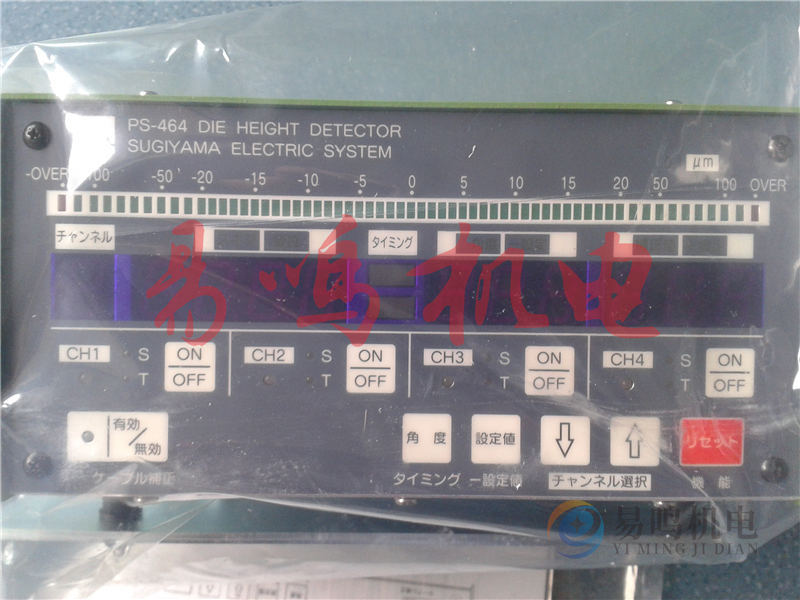 PS-464 DIE HEIGHT DETECTOR
SUGIYAMA ELECTRIC SYSTEM
μm
-OVER -100 -50 -20 -15 -10 -5 0 5 10 15 20 50 100 OVER
チャンネル タイミング
易鸣机电
CH1 S T ON OFF CH2 S T ON OFF CH3 S T ON OFF CH4 S T ON OFF
有効/無効 角度 設定値 リセット
ケーブル補正 タイミング 一設定値 チャンネル選択 機能
易鸣机电
YI MING JI DIAN